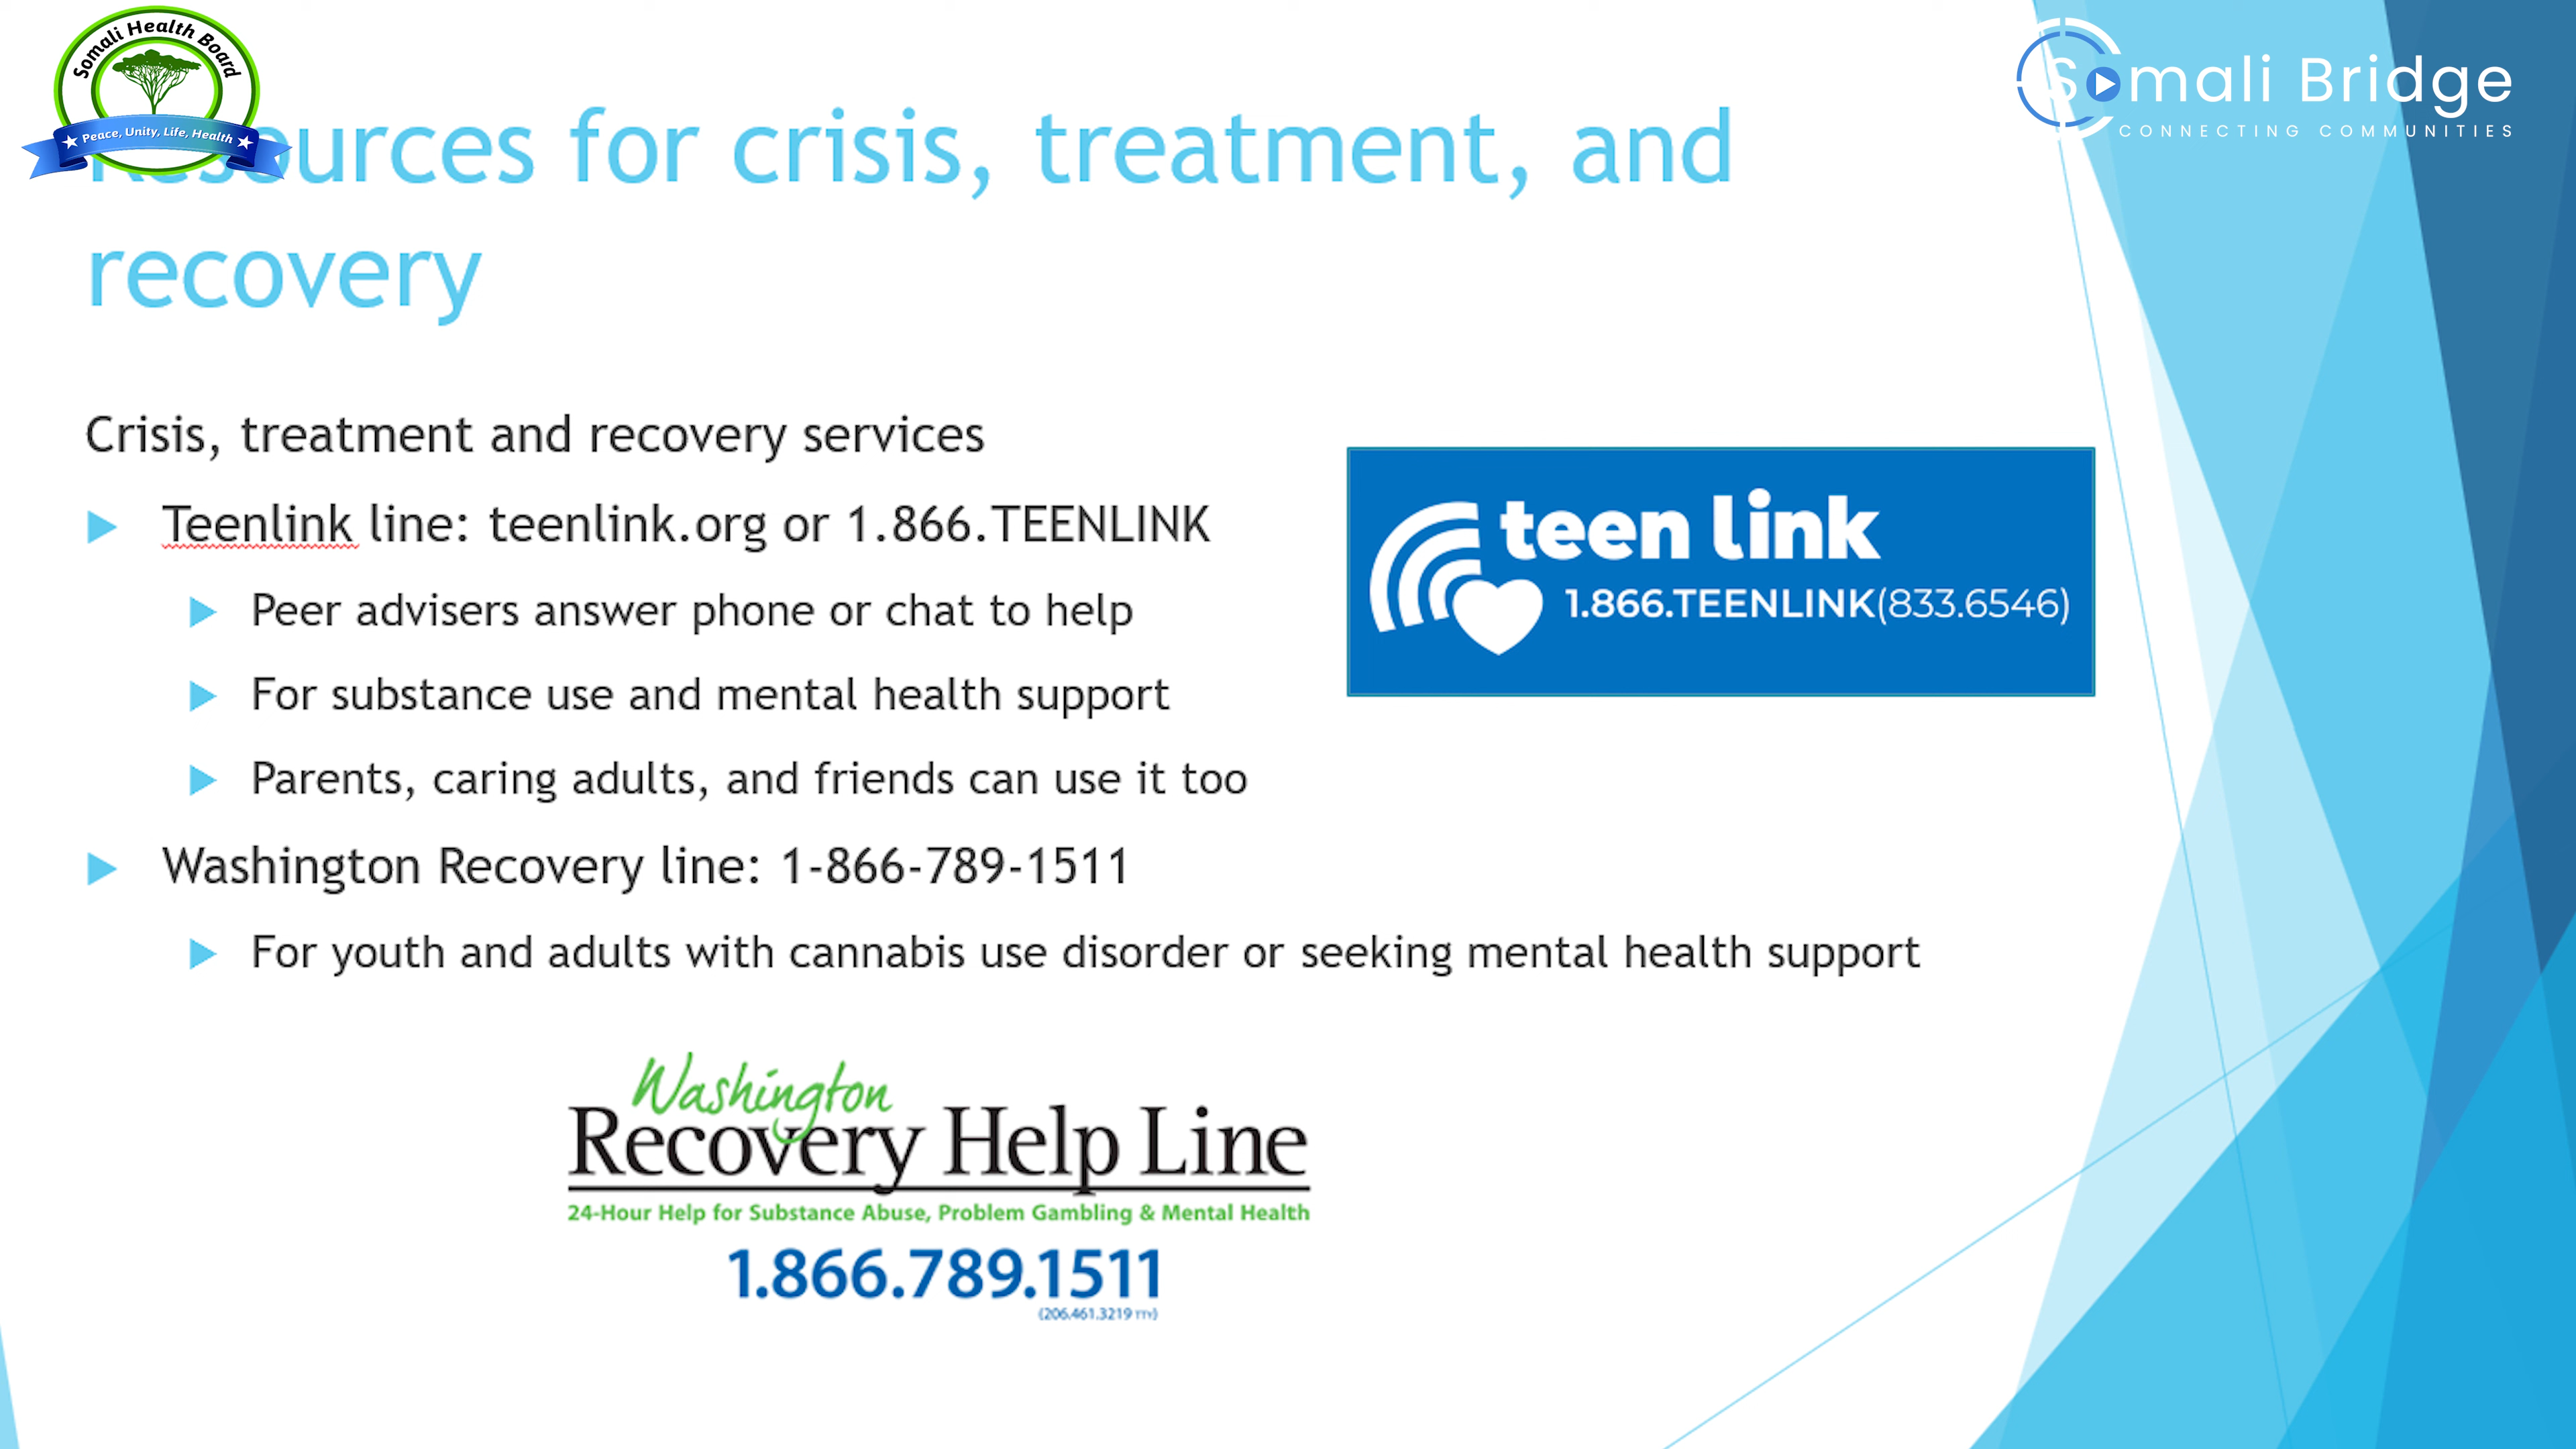 Somali Health Board
Peace, Unity, Life, Health
Somali Bridge
CONNECTING COMMUNITIES
Resources for crisis, treatment, and
recovery
Crisis, treatment and recovery services
Teenlink line: teenlink.org or 1.866.TEENLINK
Peer advisers answer phone or chat to help
For substance use and mental health support
Parents, caring adults, and friends can use it too
teen link
1.866.TEENLINK(833.6546)
Washington Recovery line: 1-866-789-1511
For youth and adults with cannabis use disorder or seeking mental health support
Washington
Recovery Help Line
24-Hour Help for Substance Abuse, Problem Gambling & Mental Health
1.866.789.1511
(206.461.3219 TTY)